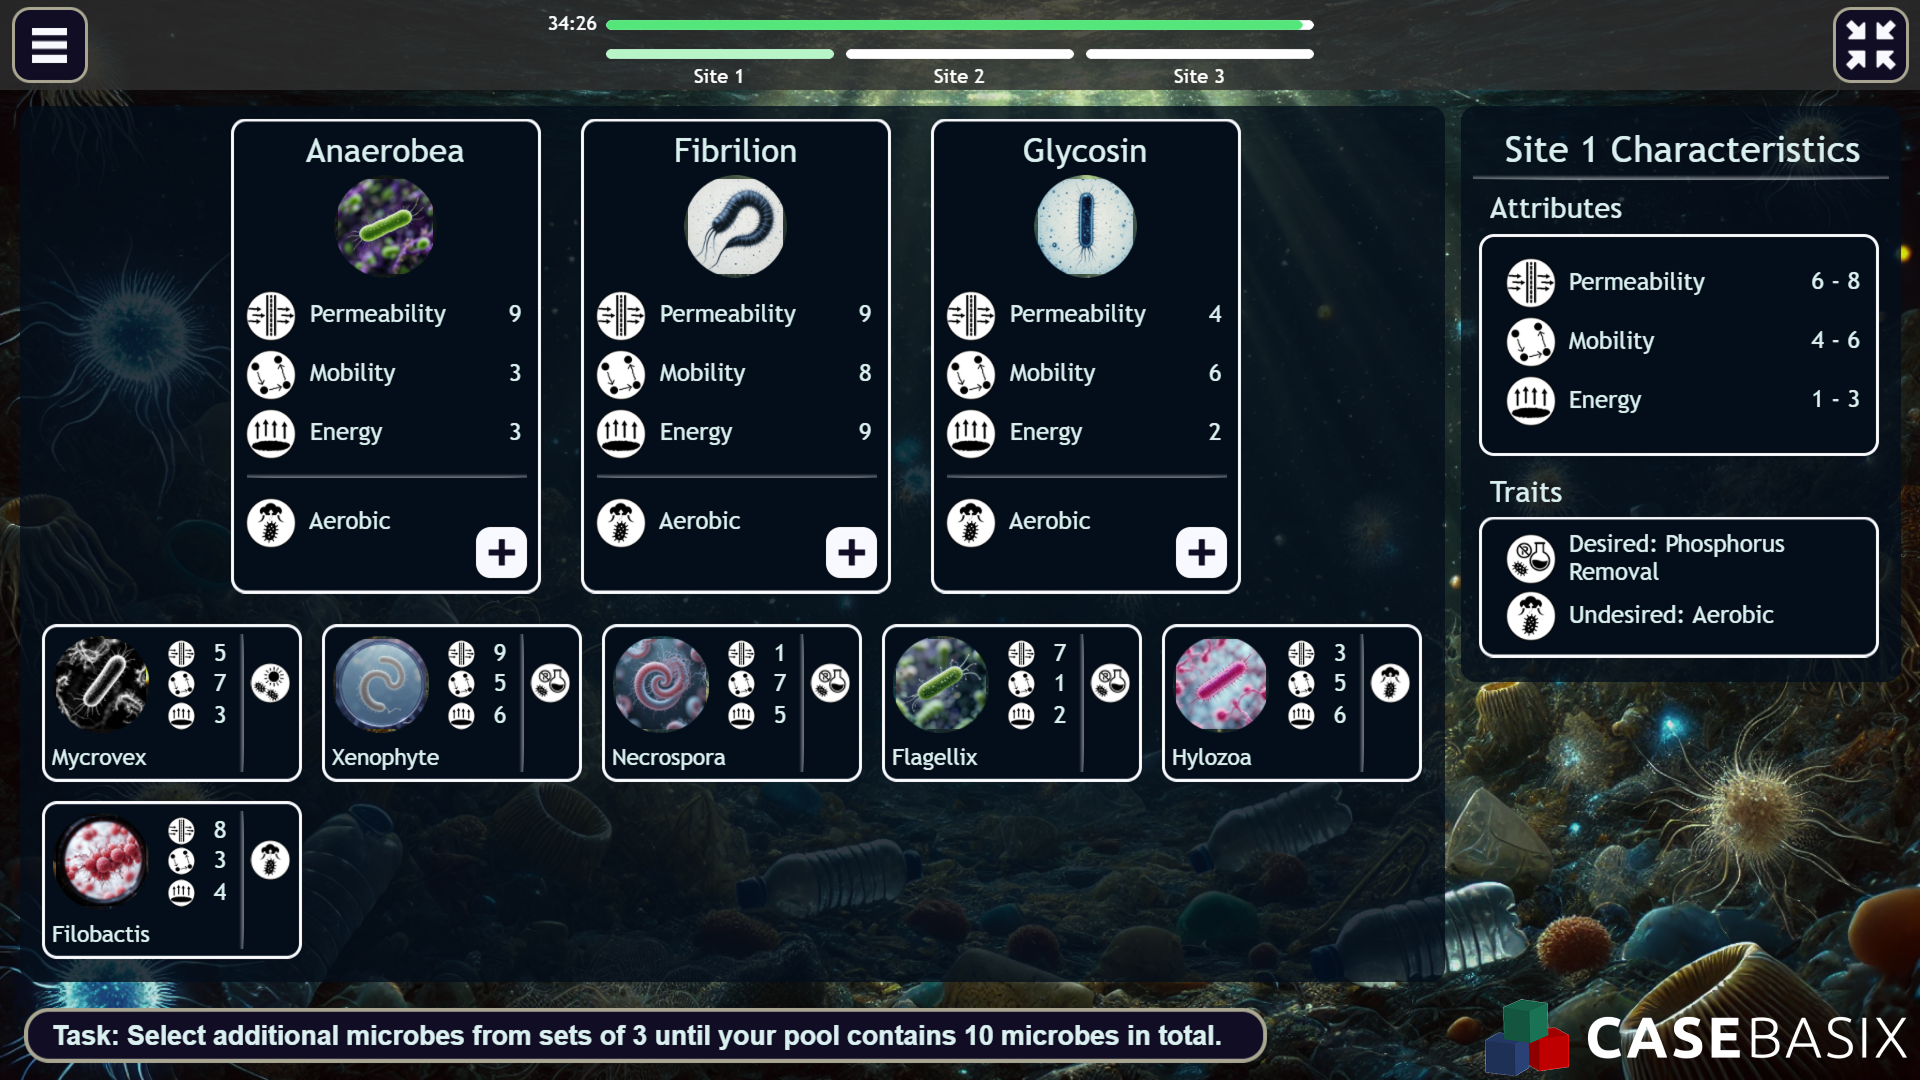 34:26
Site 1
Site 2
Site 3
Anaerobea
Permeability 9
Mobility 3
Energy 3
Aerobic
Fibrilion
Permeability 9
Mobility 8
Energy 9
Aerobic
Glycosin
Permeability 4
Mobility 6
Energy 2
Aerobic
Site 1 Characteristics
Attributes
Permeability 6 - 8
Mobility 4 - 6
Energy 1 - 3
Traits
Desired: Phosphorus
Removal
Undesired: Aerobic
5
7
3
Mycrovex
9
5
6
Xenophyte
1
7
5
Necrospora
7
1
2
Flagellix
3
5
6
Hylozoa
8
3
4
Filobactis
Task: Select additional microbes from sets of 3 until your pool contains 10 microbes in total.
CASEBASIX